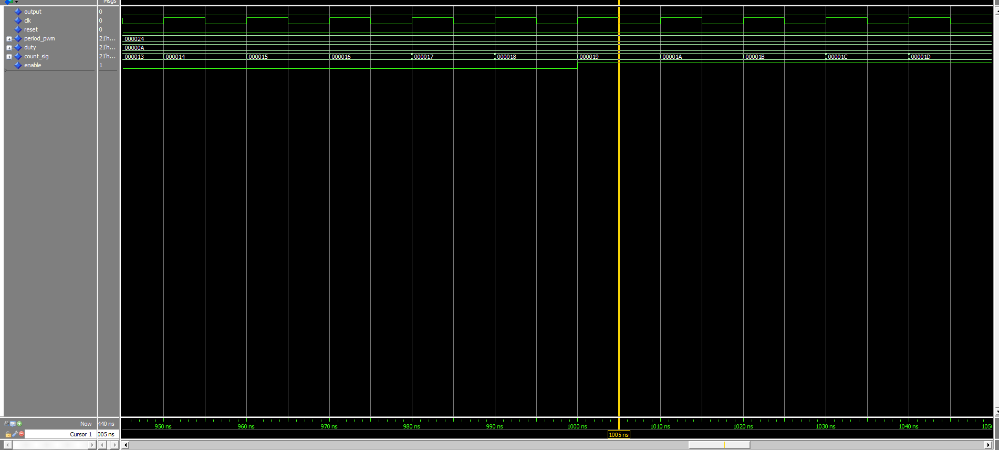 Msgs
output 0
clk 0
reset 0
period_pwm 21'h... 000024
duty 21'h... 00000A
count_sig 21'h... 000013 000014 000015 000016 000017 000018 000019 00001A 00001B 00001C 00001D
enable 1
Now 440 ns 950 ns 960 ns 970 ns 980 ns 990 ns 1000 ns 1010 ns 1020 ns 1030 ns 1040 ns 1050
Cursor 1 005 ns 1005 ns